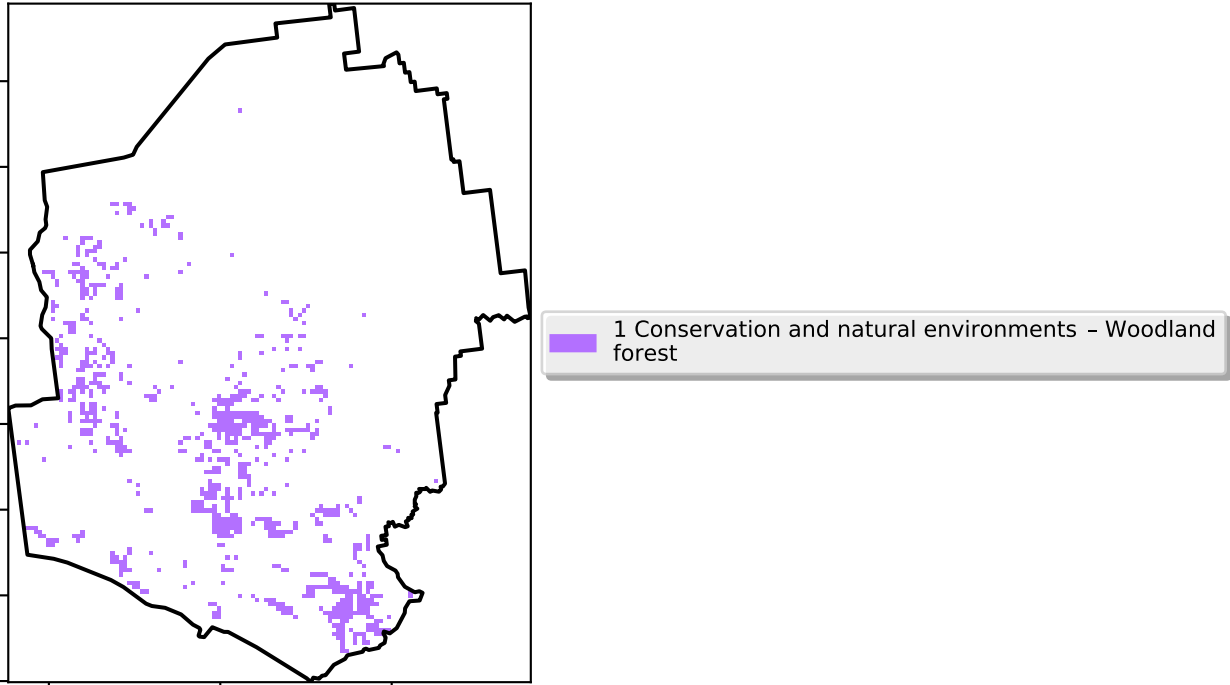 1 Conservation and natural environments – Woodland
forest